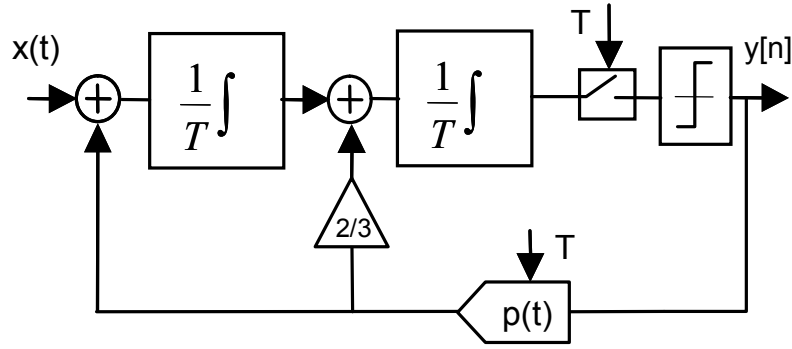 T
x(t)
y[n]
+
1/T ∫
+
1/T ∫
2/3
T
p(t)